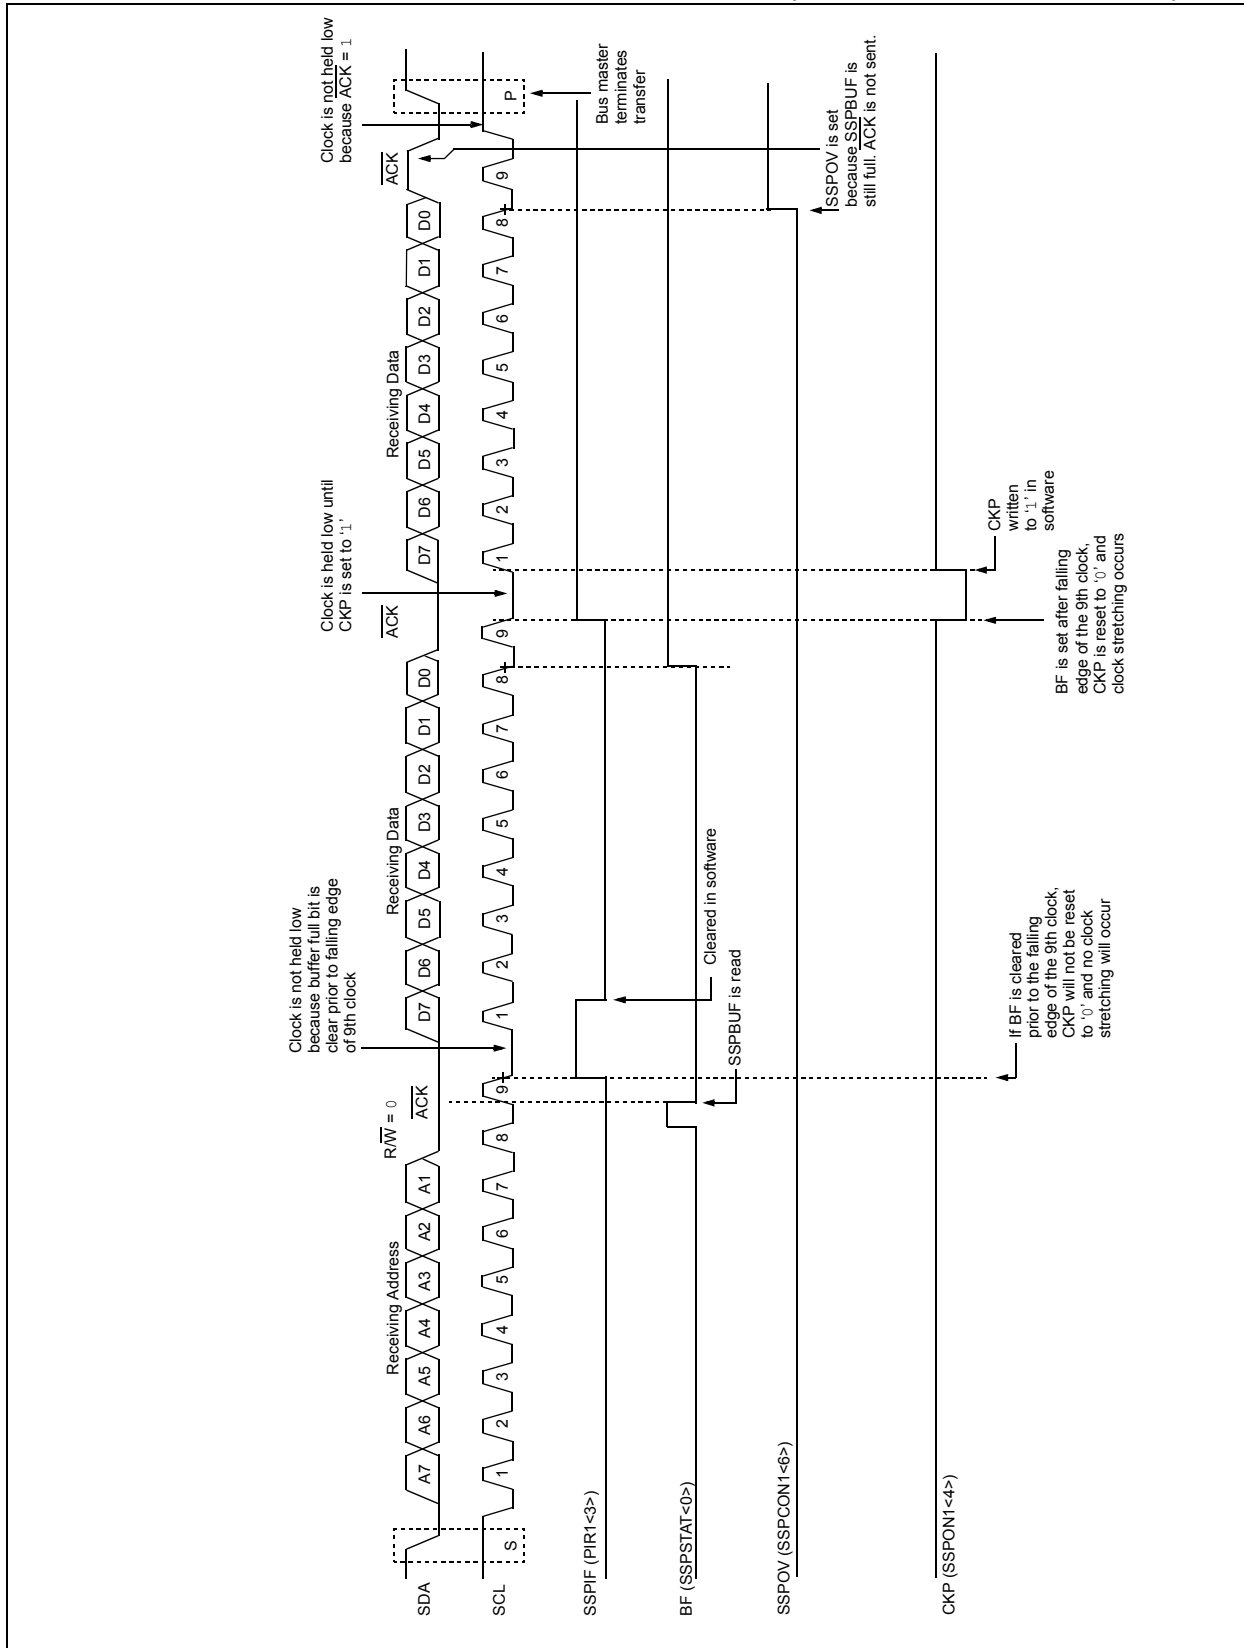 Clock is not held low
because buffer full bit is
clear prior to falling edge
of 9th clock
Clock is held low until
CKP is set to ‘1’
Clock is not held low
because ACK = 1
Receiving Address
R/W = 0
ACK
Receiving Data
ACK
Receiving Data
ACK
SDA
A7
A6
A5
A4
A3
A2
A1
D7
D6
D5
D4
D3
D2
D1
D0
D7
D6
D5
D4
D3
D2
D1
D0
SCL
S
1
2
3
4
5
6
7
8
9
1
2
3
4
5
6
7
8
9
1
2
3
4
5
6
7
8
9
P
SSPIF (PIR1<3>)
Bus master
terminates
transfer
Cleared in software
BF (SSPSTAT<0>)
SSPBUF is read
SSPOV (SSPCON1<6>)
SSPOV is set
because SSPBUF is
still full. ACK is not sent.
CKP (SSPON1<4>)
CKP
written
to ‘1’ in
software
If BF is cleared
prior to the falling
edge of the 9th clock,
CKP will not be reset
to ‘0’ and no clock
stretching will occur
BF is set after falling
edge of the 9th clock,
CKP is reset to ‘0’ and
clock stretching occurs